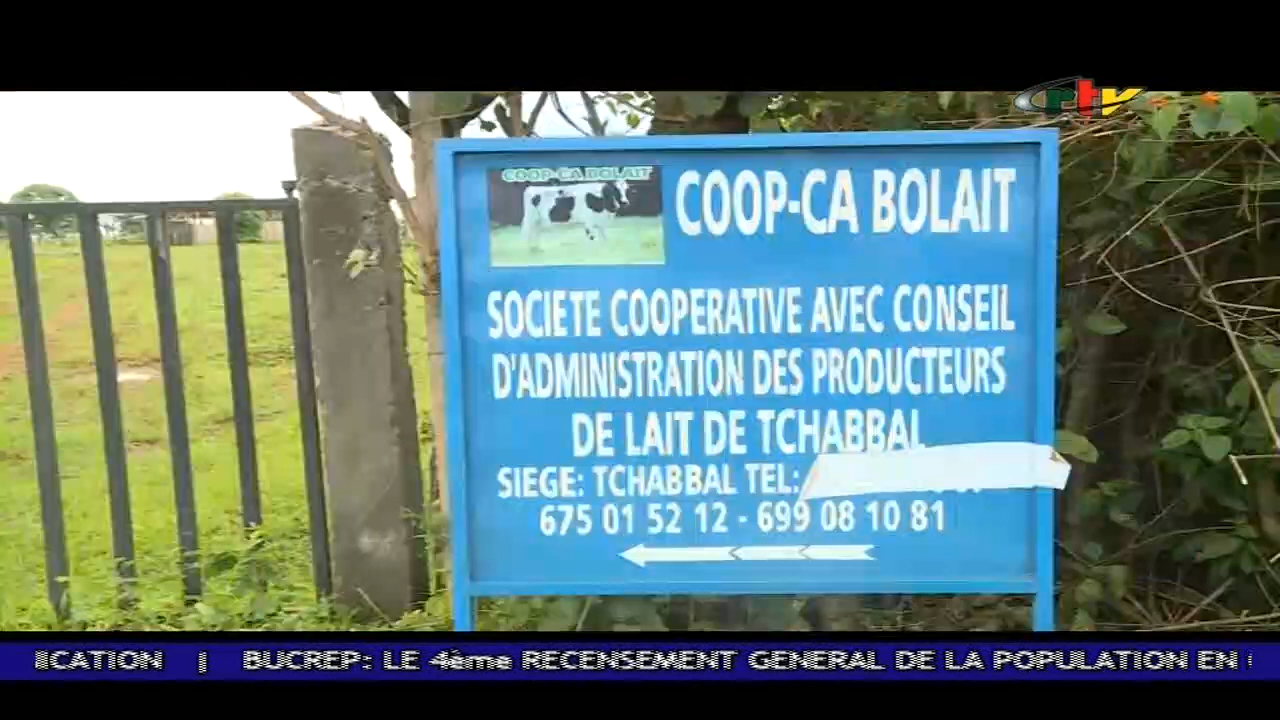 crtv
COOP-CA BOLAIT
COOP-CA BOLAIT
SOCIETE COOPERATIVE AVEC CONSEIL
D'ADMINISTRATION DES PRODUCTEURS
DE LAIT DE TCHABBAL
SIEGE: TCHABBAL TEL:
675 01 52 12 - 699 08 10 81
CATION | BUCREP: LE 4ème RECENSEMENT GENERAL DE LA POPULATION EN